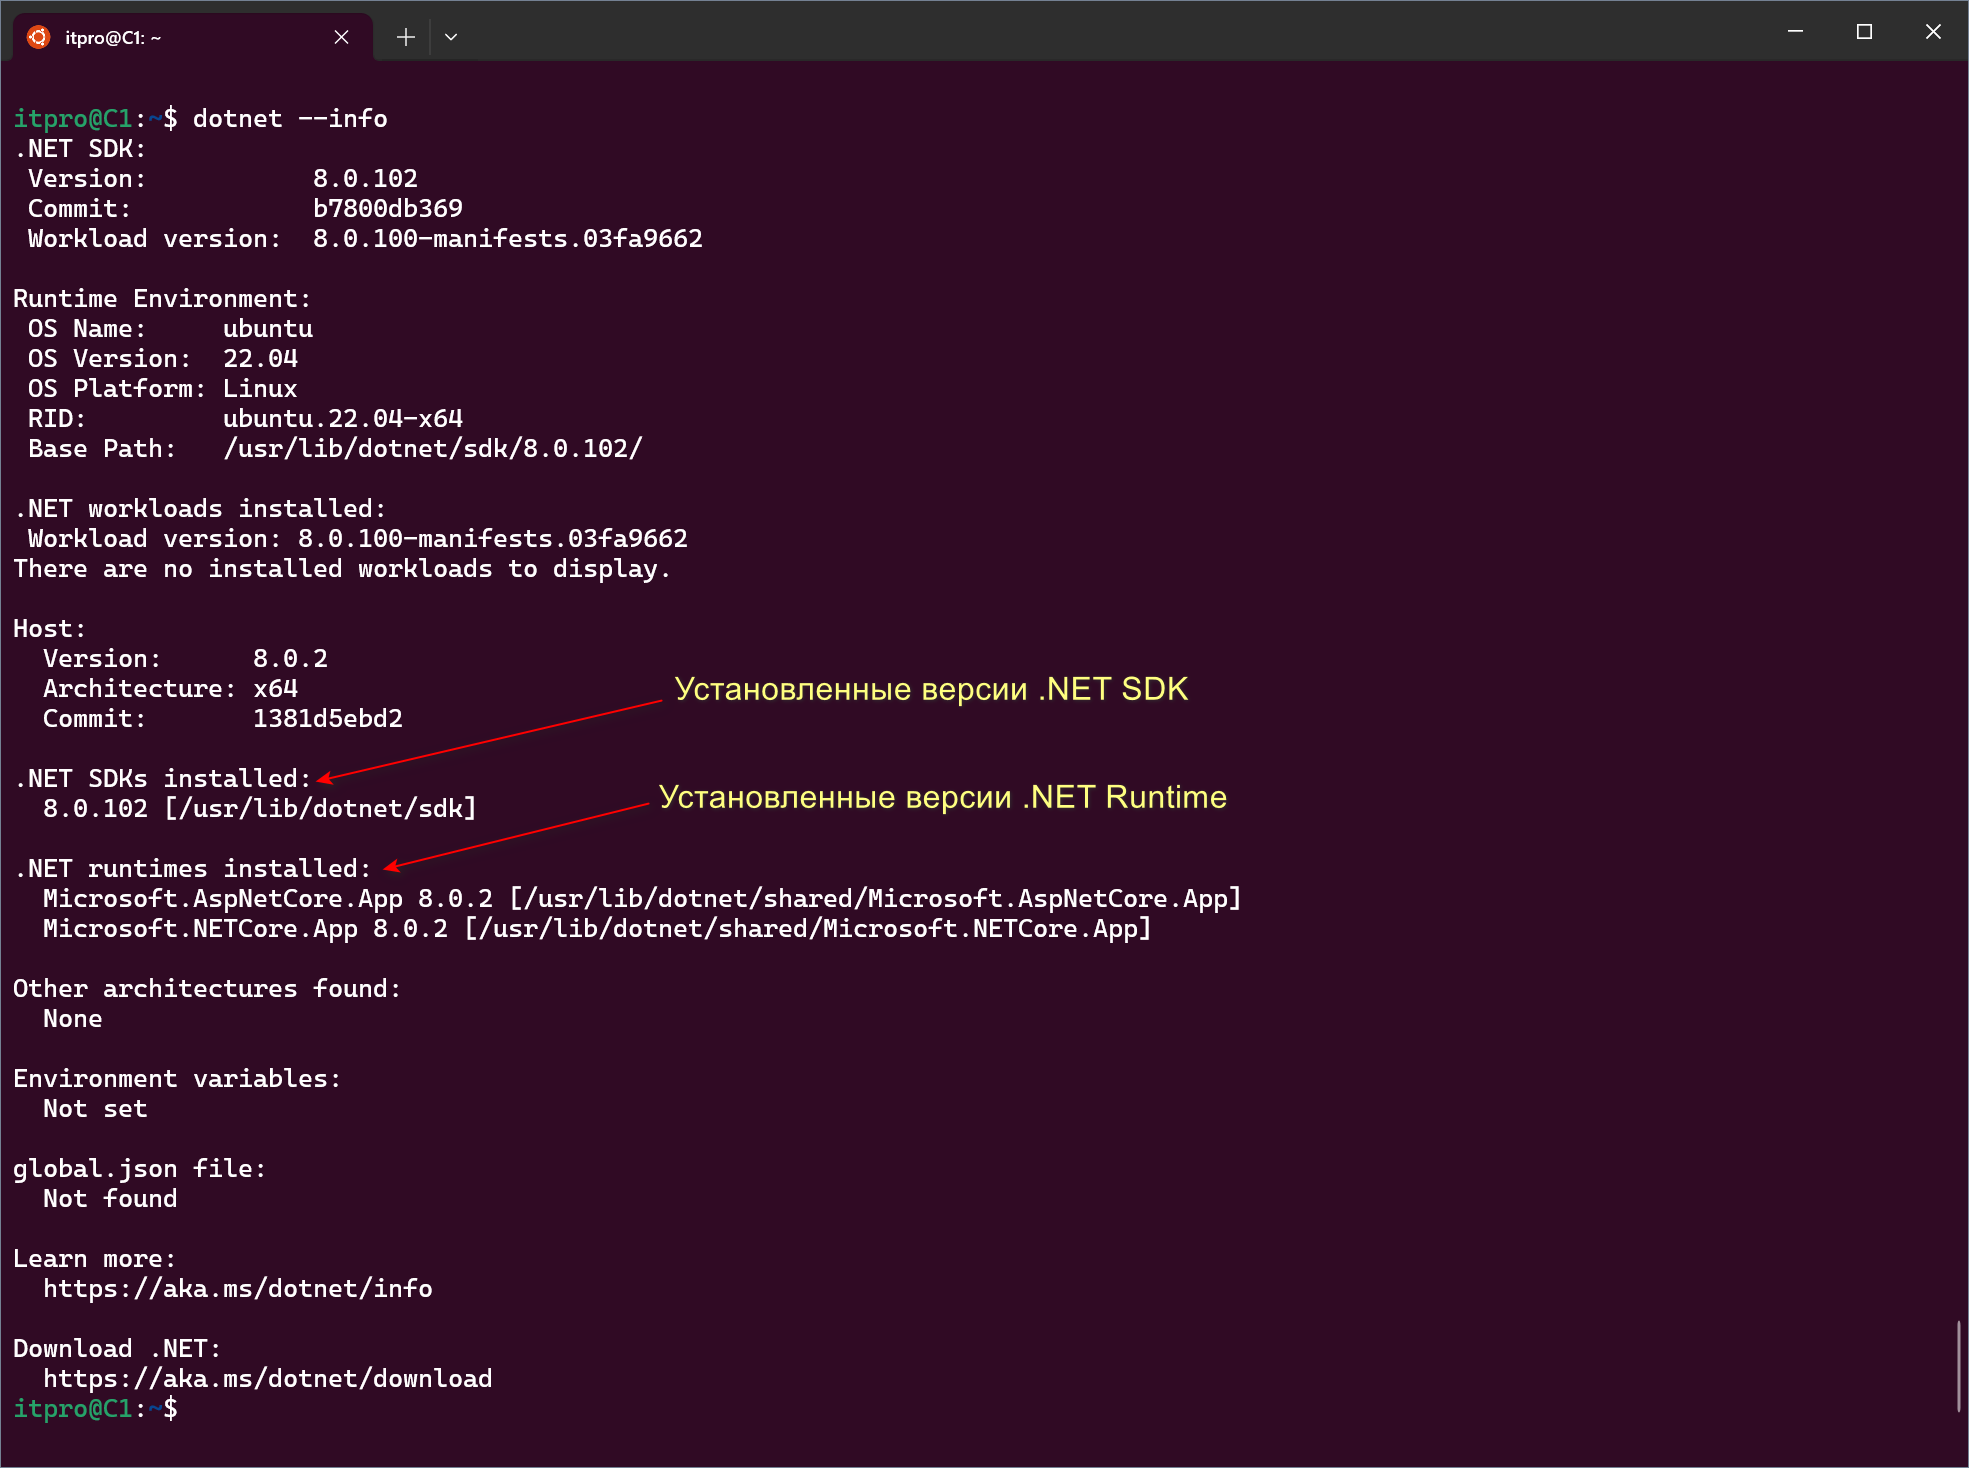 itpro@C1: ~
itpro@C1:~$ dotnet --info
.NET SDK:
 Version:           8.0.102
 Commit:            b7800db369
 Workload version:  8.0.100-manifests.03fa9662
Runtime Environment:
 OS Name:     ubuntu
 OS Version:  22.04
 OS Platform: Linux
 RID:         ubuntu.22.04-x64
 Base Path:   /usr/lib/dotnet/sdk/8.0.102/
.NET workloads installed:
 Workload version: 8.0.100-manifests.03fa9662
There are no installed workloads to display.
Host:
  Version:      8.0.2
  Architecture: x64
  Commit:       1381d5ebd2
Установленные версии .NET SDK
.NET SDKs installed:
  8.0.102 [/usr/lib/dotnet/sdk]
Установленные версии .NET Runtime
.NET runtimes installed:
  Microsoft.AspNetCore.App 8.0.2 [/usr/lib/dotnet/shared/Microsoft.AspNetCore.App]
  Microsoft.NETCore.App 8.0.2 [/usr/lib/dotnet/shared/Microsoft.NETCore.App]
Other architectures found:
  None
Environment variables:
  Not set
global.json file:
  Not found
Learn more:
  https://aka.ms/dotnet/info
Download .NET:
  https://aka.ms/dotnet/download
itpro@C1:~$